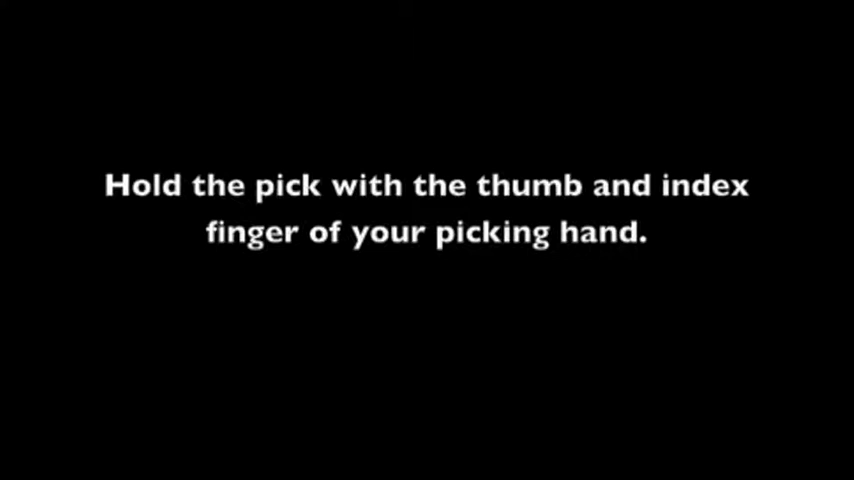 Hold the pick with the thumb and index
finger of your picking hand.